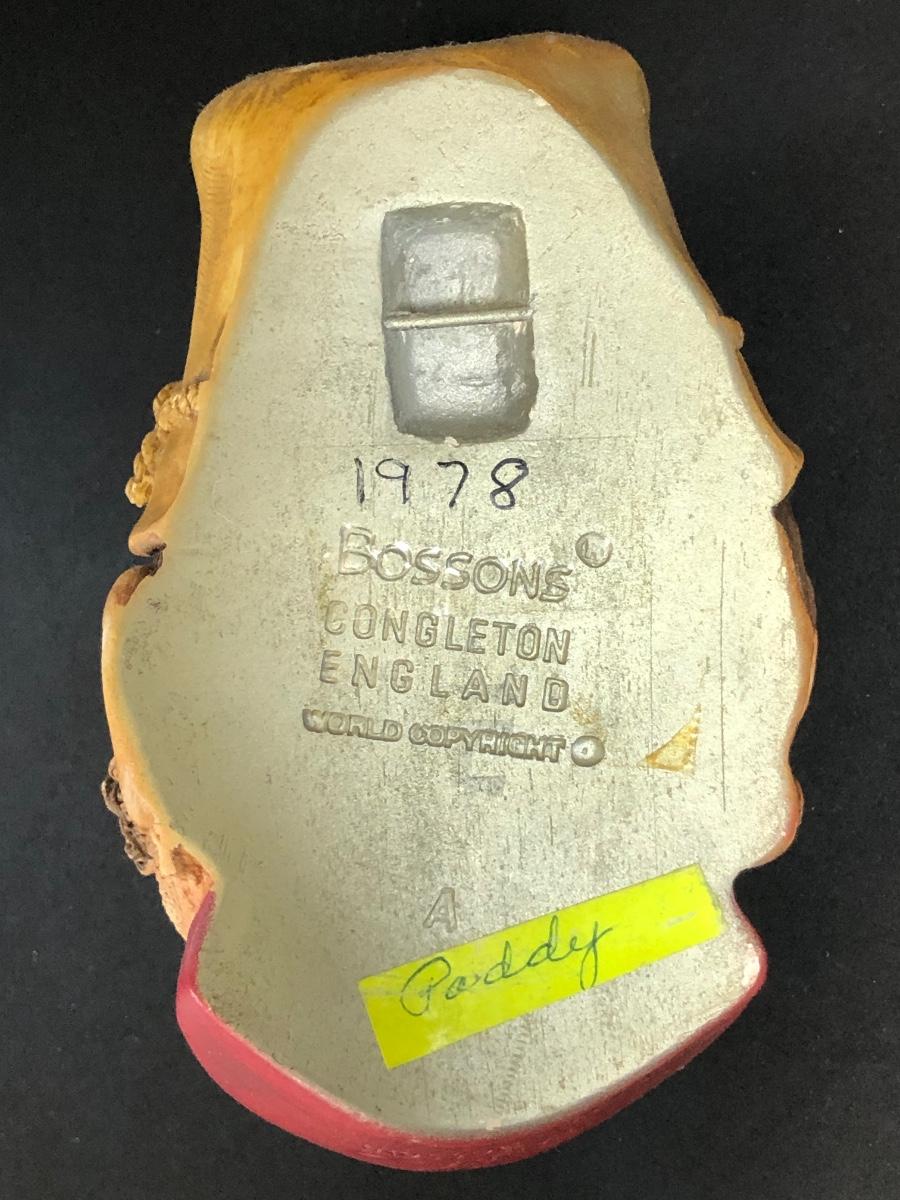 1978
BOSSONS ®
CONGLETON
ENGLAND
WORLD COPYRIGHT ©
A
Paddy